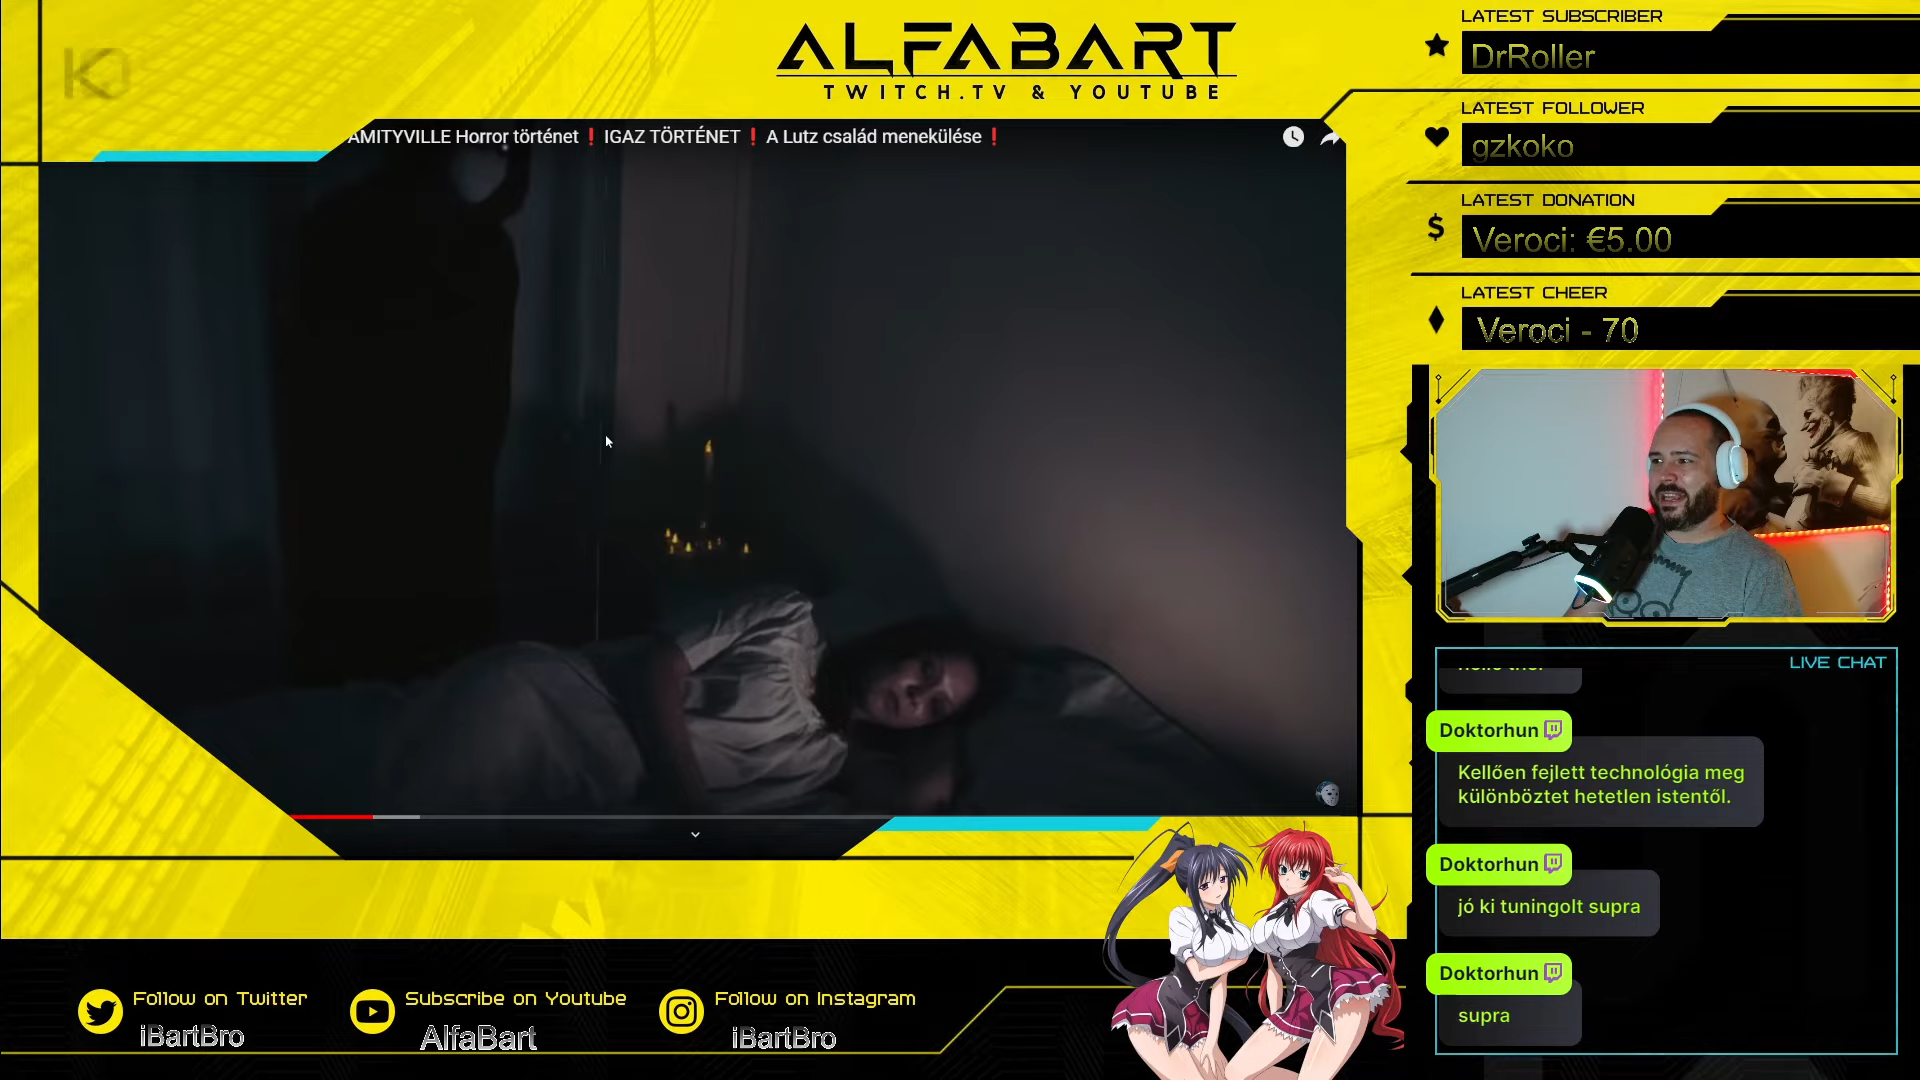 ALFABART
TWITCH.TV & YOUTUBE
AMITYVILLE Horror történet❗ IGAZ TÖRTÉNET❗ A Lutz család menekülése❗
LATEST SUBSCRIBER
DrRoller
LATEST FOLLOWER
gzkoko
LATEST DONATION
$
Veroci: €5.00
LATEST CHEER
Veroci - 70
LIVE CHAT
Doktorhun
Kellően fejlett technológia meg
különböztet hetetlen istentől.
Doktorhun
jó ki tuningolt supra
Doktorhun
supra
Follow on Twitter
iBartBro
Subscribe on Youtube
AlfaBart
Follow on Instagram
iBartBro